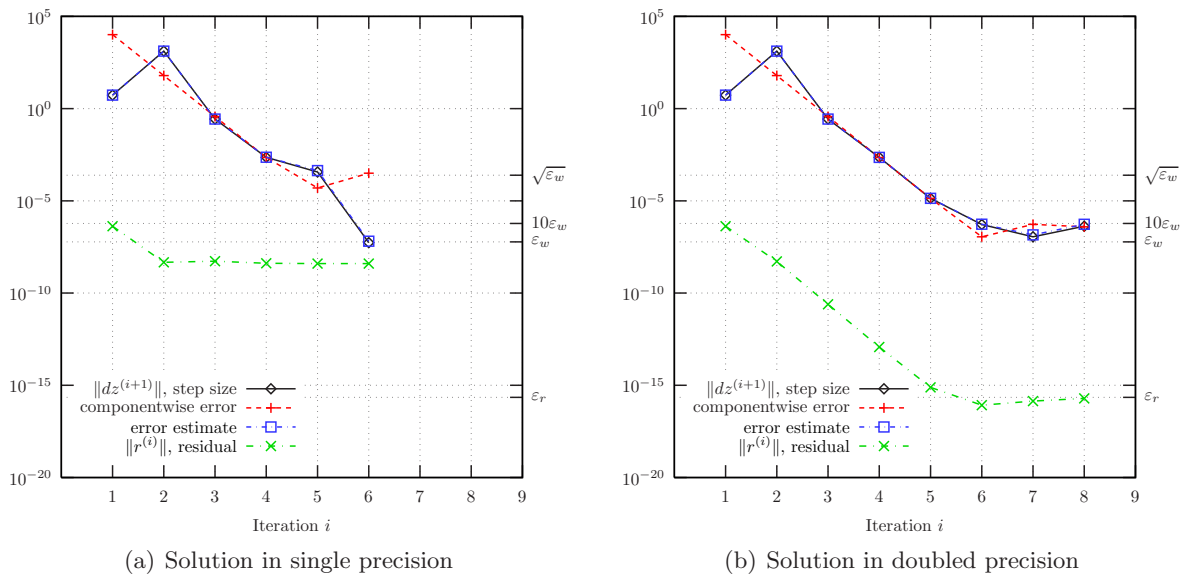 10^5
10^0
10^{-5}
10^{-10}
10^{-15}
10^{-20}
√ε_w
10ε_w
ε_w
ε_r
‖dz^{(i+1)}‖, step size
componentwise error
error estimate
‖r^{(i)}‖, residual
1 2 3 4 5 6 7 8 9
Iteration i
(a) Solution in single precision
10^5
10^0
10^{-5}
10^{-10}
10^{-15}
10^{-20}
√ε_w
10ε_w
ε_w
ε_r
‖dz^{(i+1)}‖, step size
componentwise error
error estimate
‖r^{(i)}‖, residual
1 2 3 4 5 6 7 8 9
Iteration i
(b) Solution in doubled precision